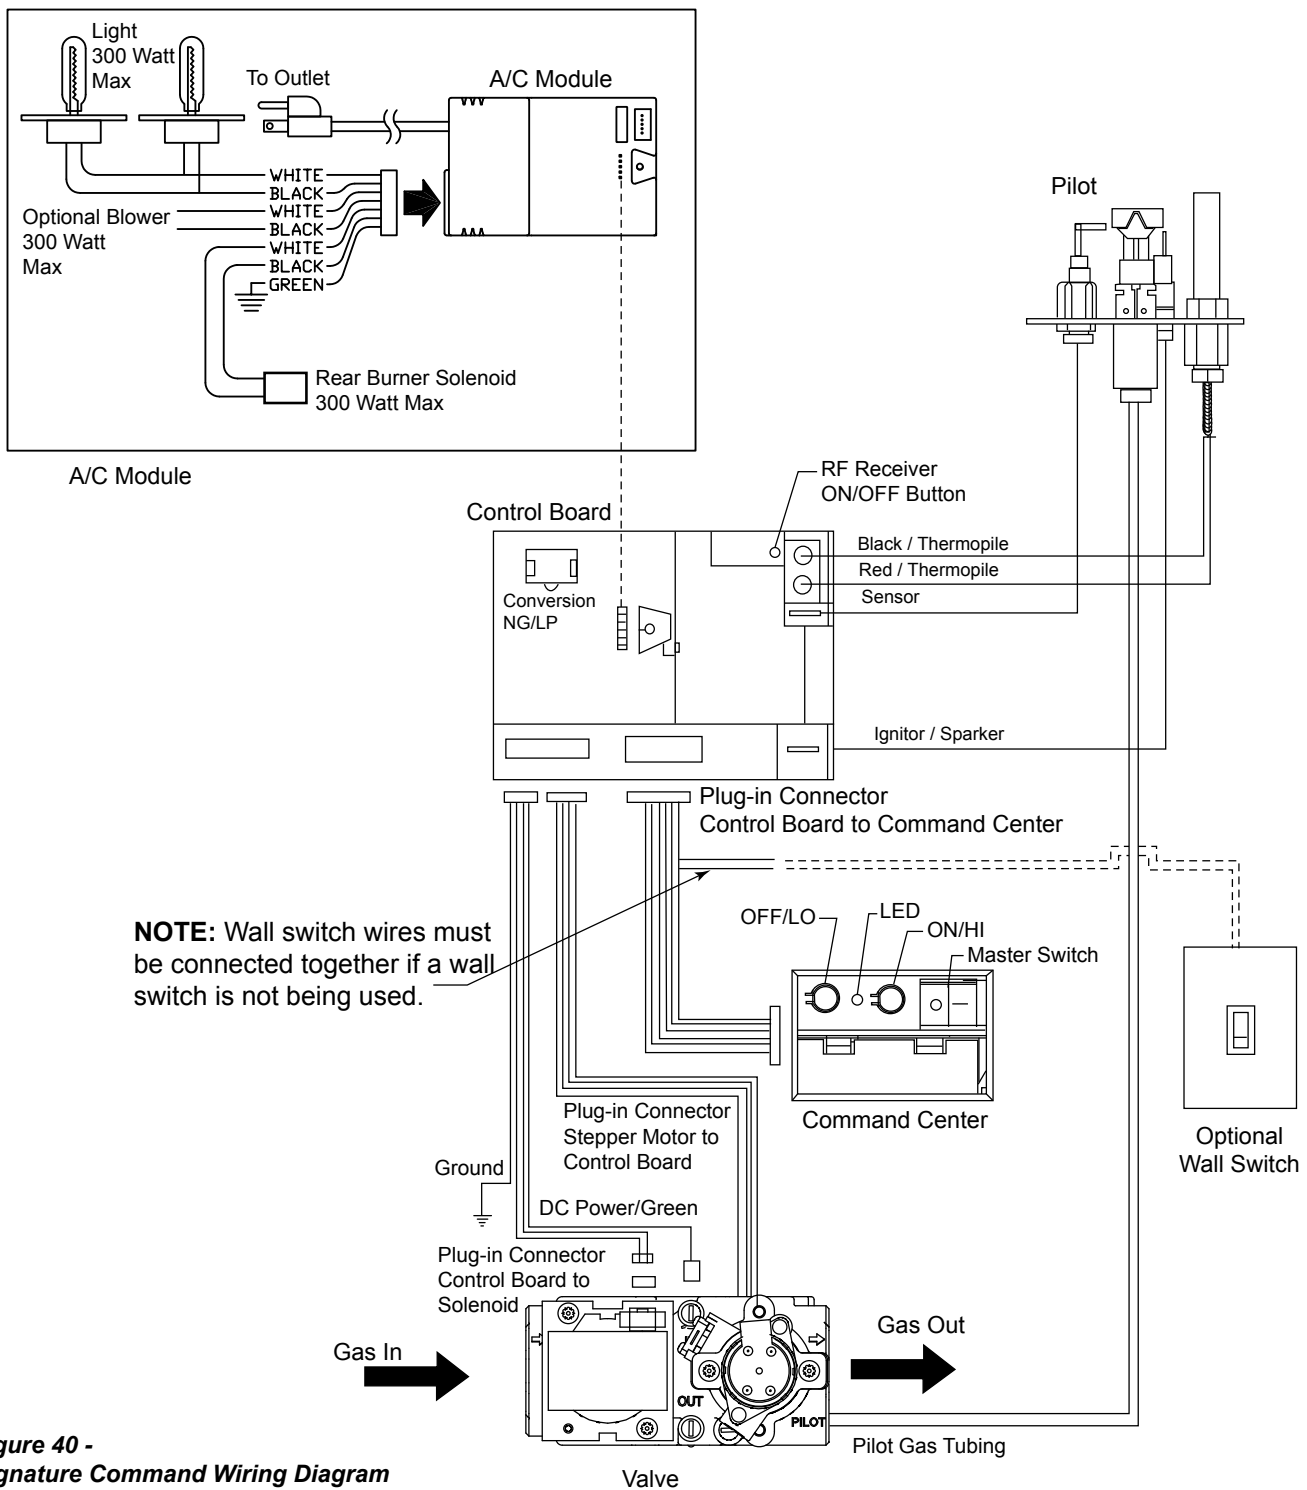 Light
300 Watt
Max
To Outlet
A/C Module
WHITE
BLACK
WHITE
BLACK
WHITE
BLACK
GREEN
Optional Blower
300 Watt
Max
Rear Burner Solenoid
300 Watt Max
A/C Module
Pilot
RF Receiver
ON/OFF Button
Control Board
Black / Thermopile
Red / Thermopile
Sensor
Conversion
NG/LP
Ignitor / Sparker
Plug-in Connector
Control Board to Command Center
NOTE: Wall switch wires must
be connected together if a wall
switch is not being used.
OFF/LO
LED
ON/HI
Master Switch
Command Center
Optional
Wall Switch
Plug-in Connector
Stepper Motor to
Control Board
Ground
DC Power/Green
Plug-in Connector
Control Board to
Solenoid
Gas In
Gas Out
OUT
PILOT
Pilot Gas Tubing
Valve
gure 40 -
gnature Command Wiring Diagram